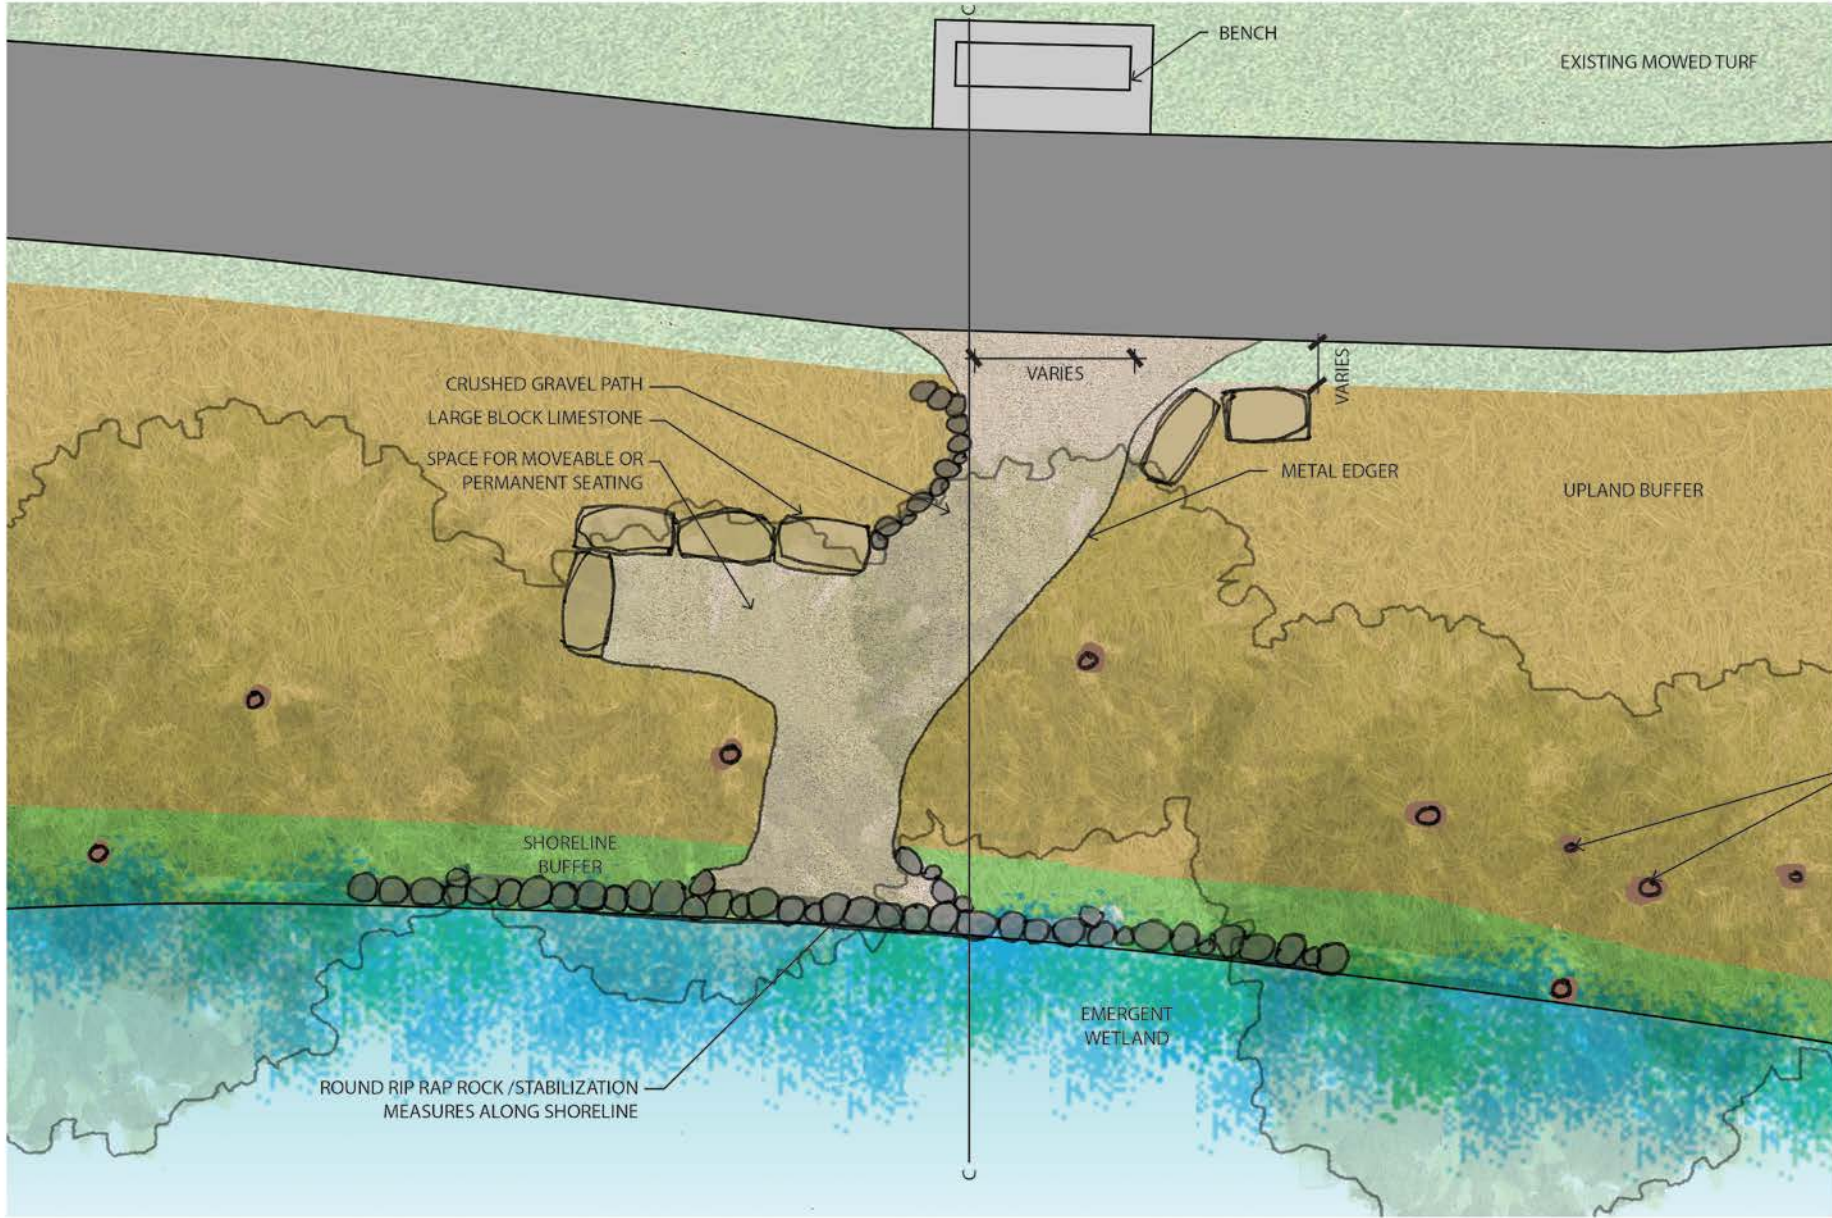 C
BENCH
EXISTING MOWED TURF
VARIES
VARIES
CRUSHED GRAVEL PATH
LARGE BLOCK LIMESTONE
SPACE FOR MOVEABLE OR
PERMANENT SEATING
METAL EDGER
UPLAND BUFFER
SHORELINE
BUFFER
EMERGENT
WETLAND
ROUND RIP RAP ROCK /STABILIZATION
MEASURES ALONG SHORELINE
C